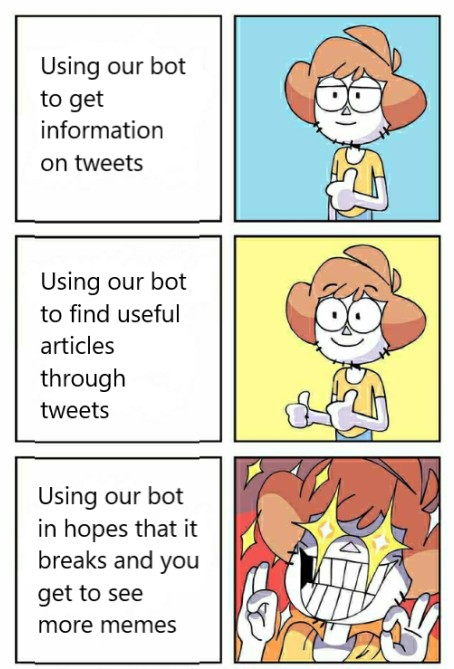 Using our bot
to get
information
on tweets
Using our bot
to find useful
articles
through
tweets
Using our bot
in hopes that it
breaks and you
get to see
more memes